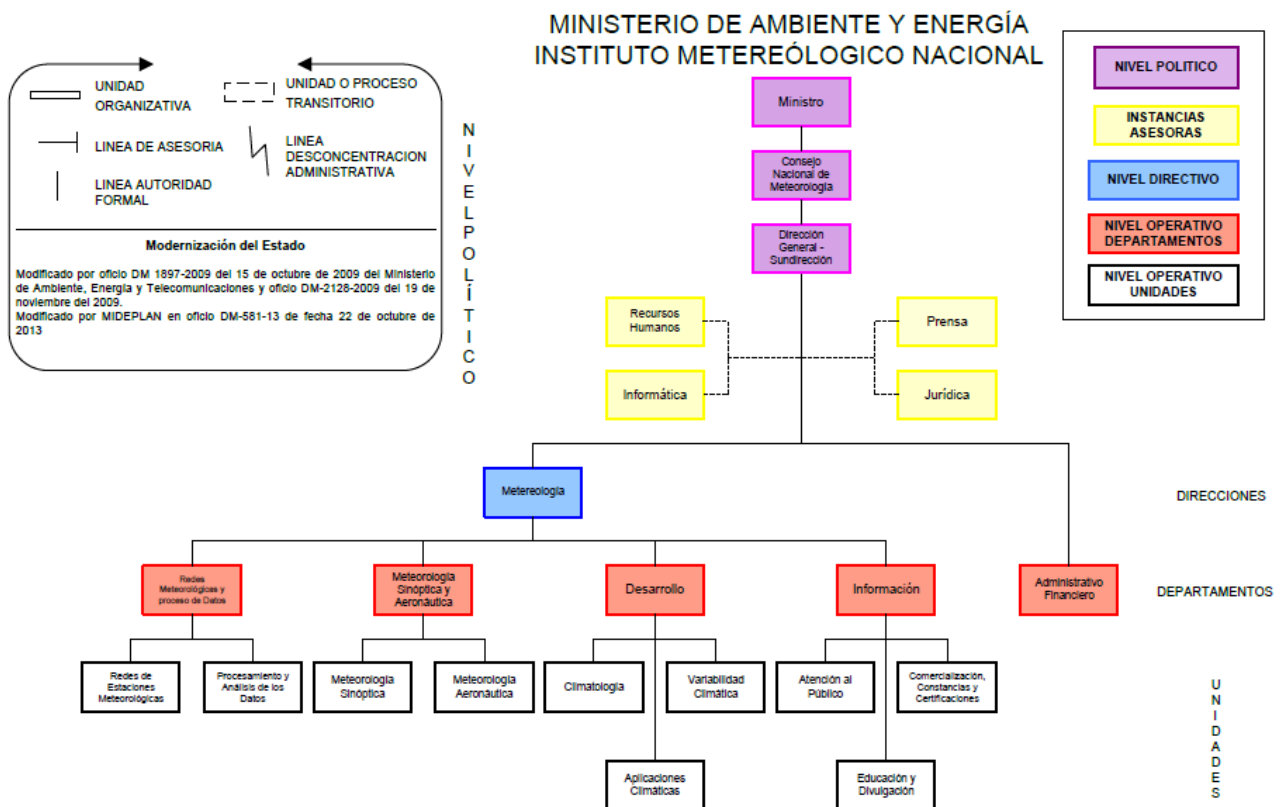 MINISTERIO DE AMBIENTE Y ENERGÍA
INSTITUTO METEREÓLOGICO NACIONAL
UNIDAD
ORGANIZATIVA
UNIDAD O PROCESO
TRANSITORIO
LINEA DE ASESORIA
LINEA
DESCONCENTRACION
ADMINISTRATIVA
LINEA AUTORIDAD
FORMAL
Modernización del Estado
Modificado por oficio DM 1897-2009 del 15 de octubre de 2009 del Ministerio
de Ambiente, Energía y Telecomunicaciones y oficio DM-2128-2009 del 19 de
noviembre del 2009.
Modificado por MIDEPLAN en oficio DM-581-13 de fecha 22 de octubre de
2013
NIVEL POLÍTICO
NIVEL POLITICO
INSTANCIAS
ASESORAS
NIVEL DIRECTIVO
NIVEL OPERATIVO
DEPARTAMENTOS
NIVEL OPERATIVO
UNIDADES
Ministro
Consejo
Nacional de
Meteorología
Dirección
General -
Sundirección
Recursos
Humanos
Prensa
Informática
Jurídica
Metereología
DIRECCIONES
Redes
Meteorológicas y
proceso de Datos
Meteorología
Sinóptica y
Aeronáutica
Desarrollo
Información
Administrativo
Financiero
DEPARTAMENTOS
Redes de
Estaciones
Meteorológicas
Procesamiento y
Análisis de los
Datos
Meteorología
Sinóptica
Meteorología
Aeronáutica
Climatología
Variabilidad
Climática
Atención al
Público
Comercialización,
Constancias y
Certificaciones
UNIDADES
Aplicaciones
Climáticas
Educación y
Divulgación